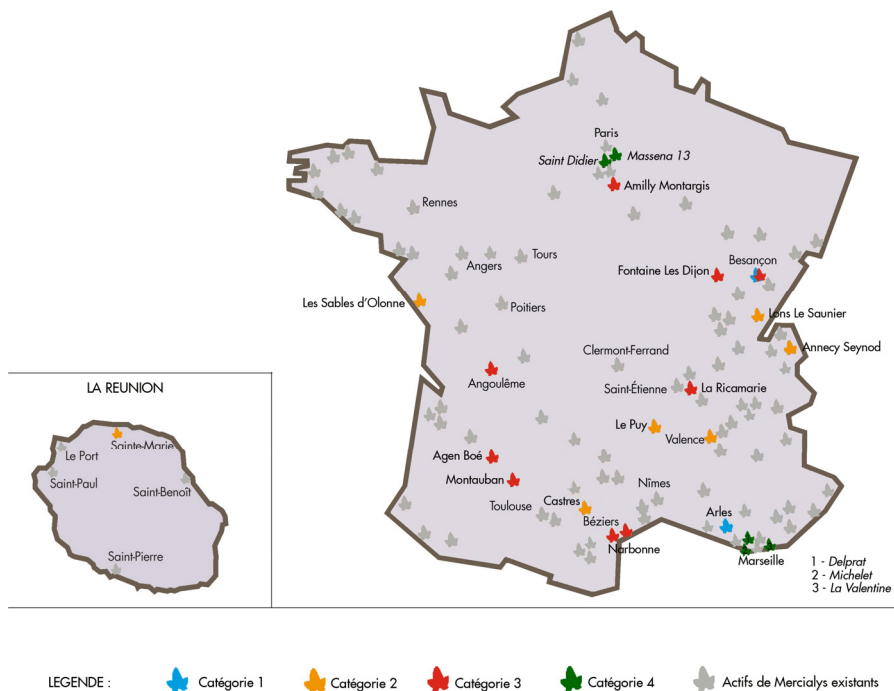 Paris
Saint Didier
Massena 13
Amilly Montargis
Rennes
Tours
Angers
Fontaine Les Dijon
Besançon
Les Sables d'Olonne
Poitiers
Lons Le Saunier
Annecy Seynod
Clermont-Ferrand
Angoulême
Saint-Étienne
La Ricamarie
Le Puy
Valence
Agen Boé
Montauban
Toulouse
Castres
Béziers
Narbonne
Nîmes
Arles
Marseille
1 - Delprat
2 - Michelet
3 - La Valentine
LA REUNION
Sainte-Marie
Le Port
Saint-Paul
Saint-Benoît
Saint-Pierre
LEGENDE :
Catégorie 1
Catégorie 2
Catégorie 3
Catégorie 4
Actifs de Mercialys existants